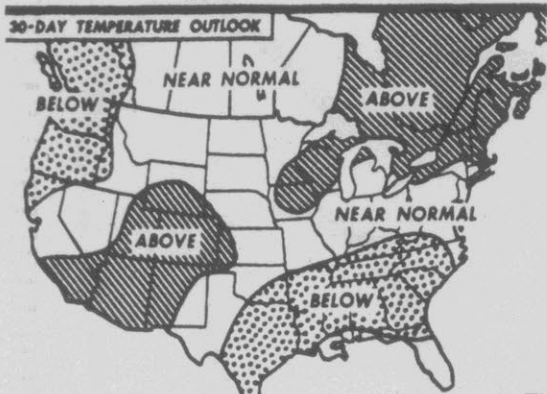 30-DAY TEMPERATURE OUTLOOK
NEAR NORMAL
BELOW
ABOVE
NEAR NORMAL
ABOVE
BELOW